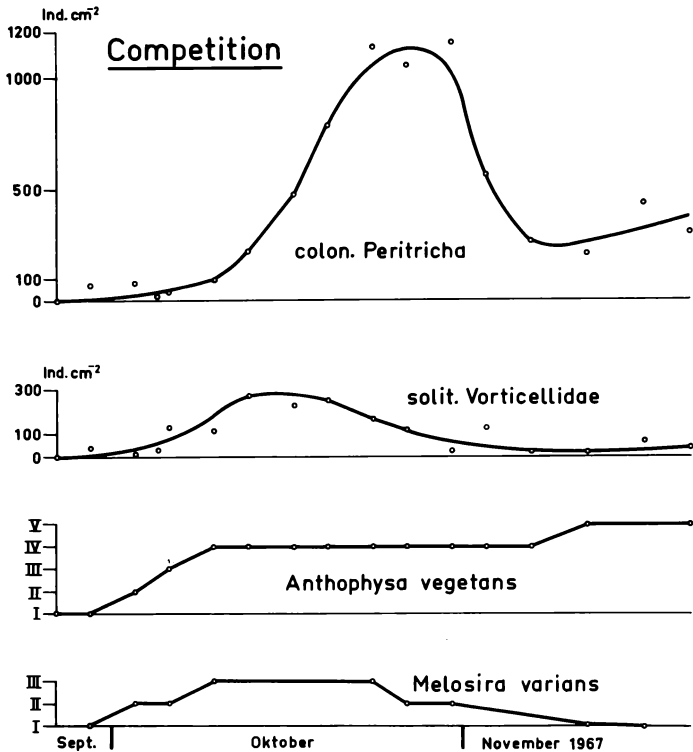 Ind. cm⁻²
1200
Competition
1000
500
colon. Peritricha
100
0
Ind. cm⁻²
300
solit. Vorticellidae
100
0
V
IV
III
Anthophysa vegetans
II
I
III
Melosira varians
II
I
Sept. Oktober November 1967